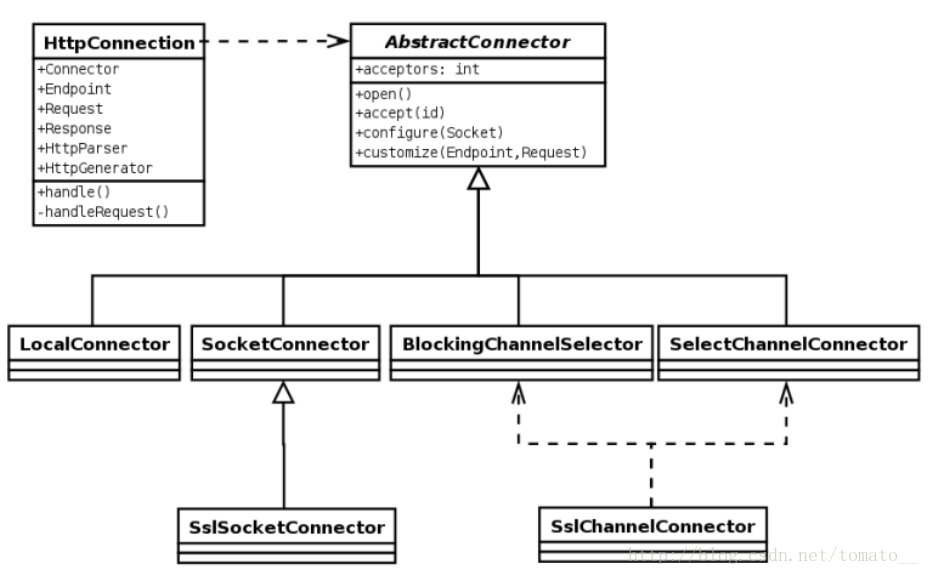 HttpConnection
+Connector
+Endpoint
+Request
+Response
+HttpParser
+HttpGenerator
+handle()
-handleRequest()
AbstractConnector
+acceptors: int
+open()
+accept(id)
+configure(Socket)
+customize(Endpoint,Request)
LocalConnector
SocketConnector
BlockingChannelSelector
SelectChannelConnector
SslSocketConnector
SslChannelConnector
http://blog.csdn.net/tomato__